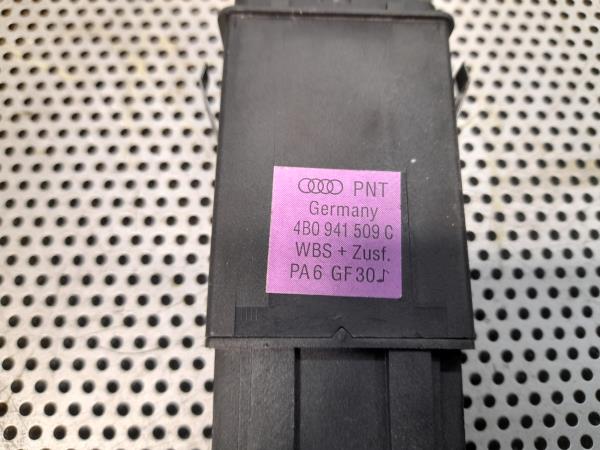 PNT
Germany
4B0 941 509 C
WBS + Zusf.
PA6 GF30